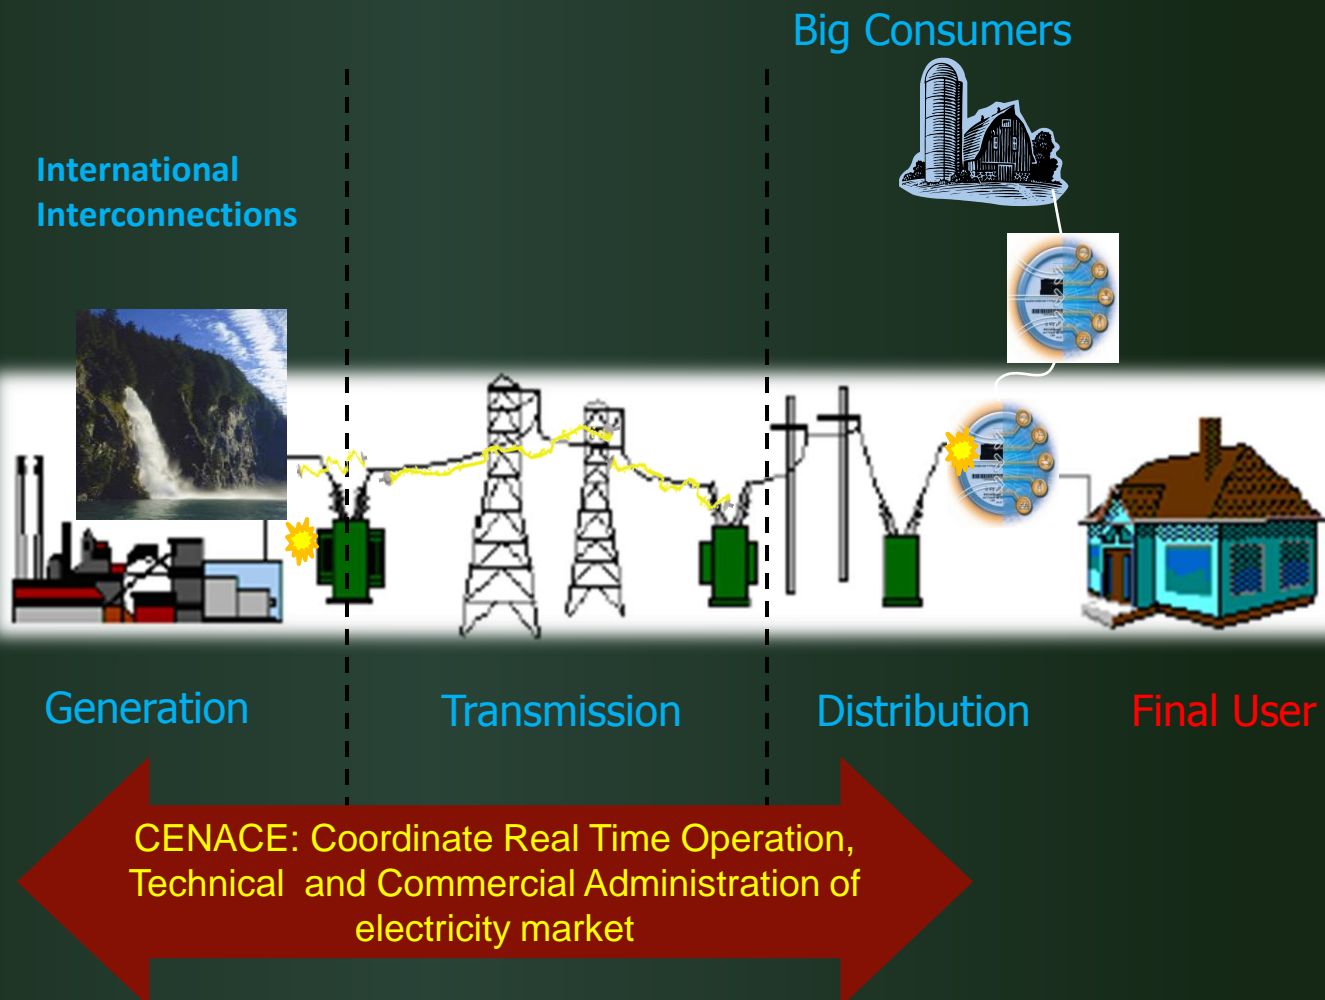 Big Consumers
International
Interconnections
Generation
Transmission
Distribution
Final User
CENACE: Coordinate Real Time Operation,
Technical  and Commercial Administration of
electricity market